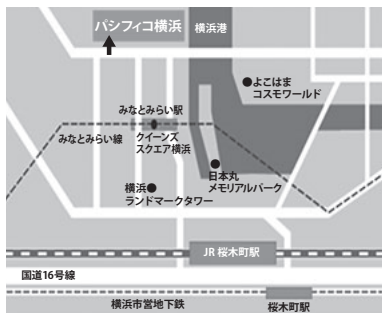 パシフィコ横浜
横浜港
よこはま
コスモワールド
みなとみらい駅
みなとみらい線
クイーンズ
スクエア横浜
日本丸
メモリアルパーク
横浜
ランドマークタワー
JR 桜木町駅
国道16号線
横浜市営地下鉄
桜木町駅